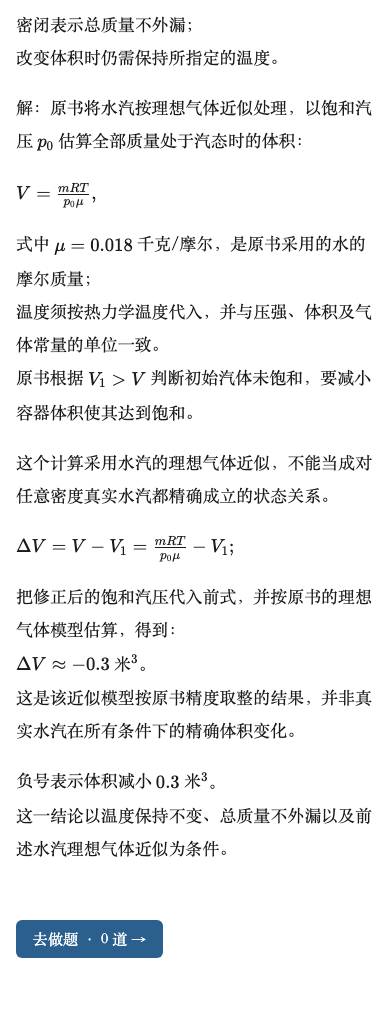 密闭表示总质量不外漏；
改变体积时仍需保持所指定的温度。
解：原书将水汽按理想气体近似处理，以饱和汽
压 p₀ 估算全部质量处于汽态时的体积：
V = mRT/p₀μ,
式中 μ = 0.018 千克/摩尔，是原书采用的水的
摩尔质量；
温度须按热力学温度代入，并与压强、体积及气
体常量的单位一致。
原书根据 V₁ > V 判断初始汽体未饱和，要减小
容器体积使其达到饱和。
这个计算采用水汽的理想气体近似，不能当成对
任意密度真实水汽都精确成立的状态关系。
ΔV = V − V₁ = mRT/p₀μ − V₁;
把修正后的饱和汽压代入前式，并按原书的理想
气体模型估算，得到：
ΔV ≈ −0.3 米³。
这是该近似模型按原书精度取整的结果，并非真
实水汽在所有条件下的精确体积变化。
负号表示体积减小 0.3 米³。
这一结论以温度保持不变、总质量不外漏以及前
述水汽理想气体近似为条件。
去做题 · 0 道 →